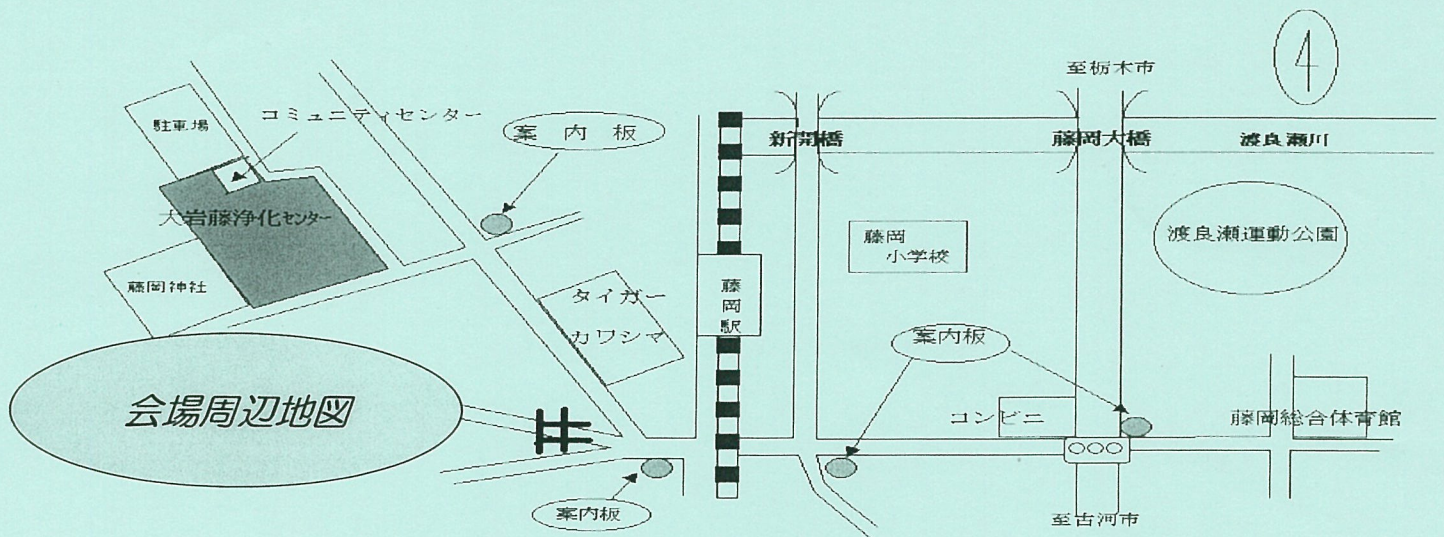 ④
至栃木市
駐車場
コミュニティセンター
案内板
新開橋
藤岡大橋
渡良瀬川
大岩藤浄化センター
藤岡
小学校
渡良瀬運動公園
藤岡神社
タイガー
カワシマ
藤岡駅
案内板
会場周辺地図
コンビニ
藤岡総合体育館
案内板
至古河市